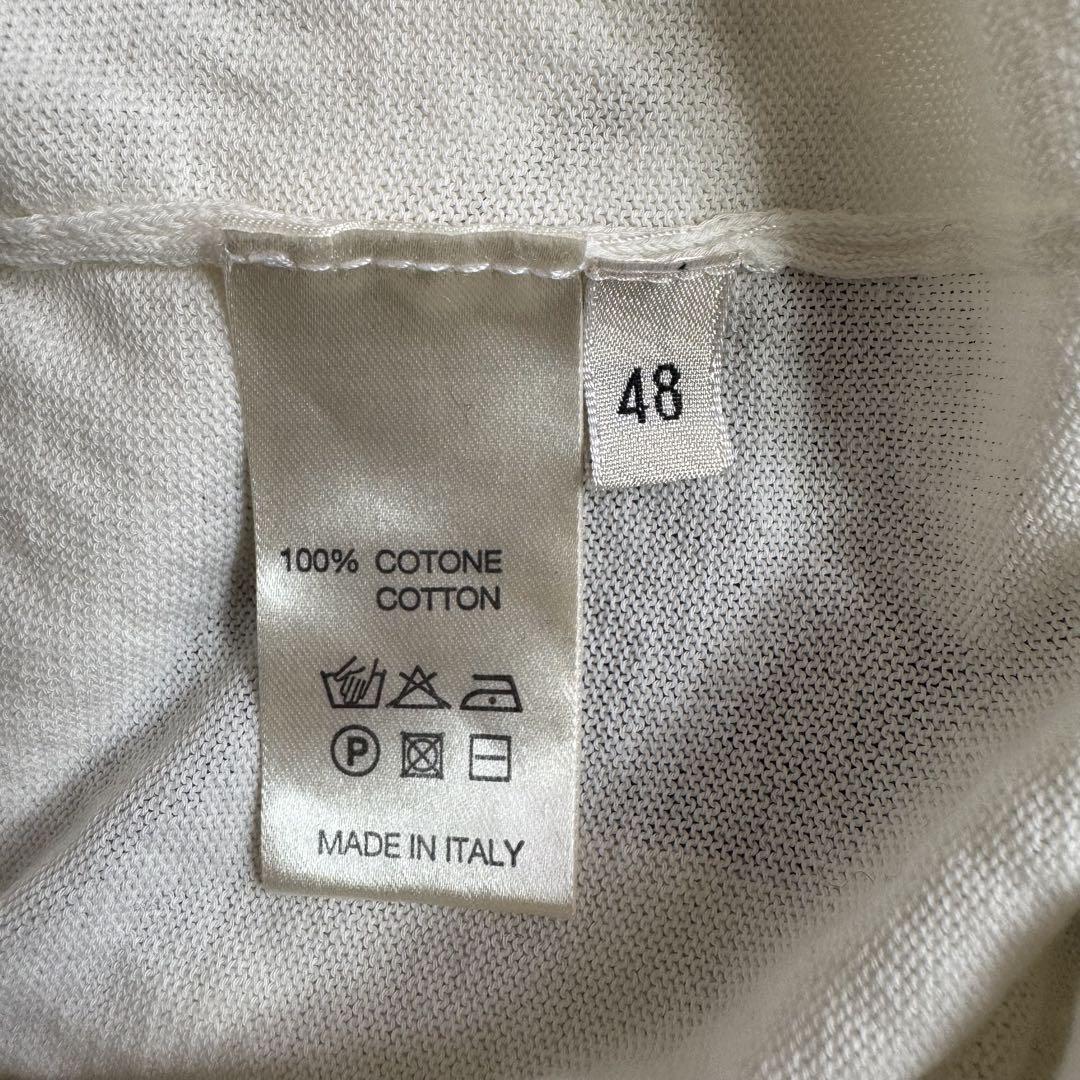 48
100% COTONE
COTTON
P
MADE IN ITALY